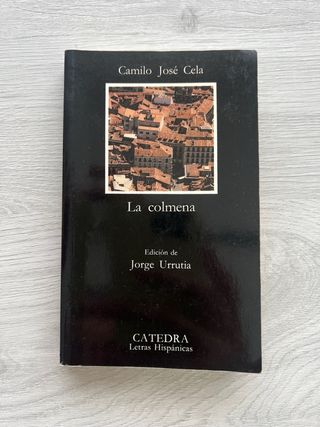 Camilo José Cela
La colmena
Edición de
Jorge Urrutia
CATEDRA
Letras Hispánicas